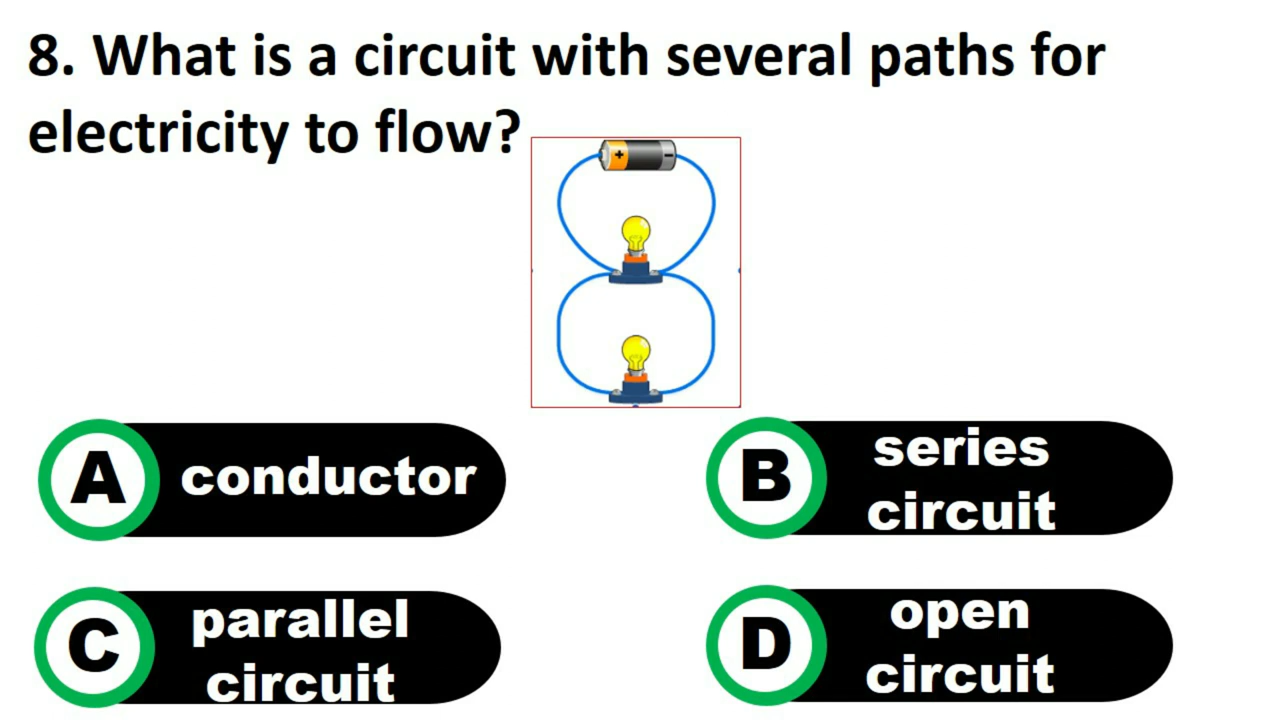 8. What is a circuit with several paths for
electricity to flow?
+ −
A conductor
B series
circuit
C parallel
circuit
D open
circuit